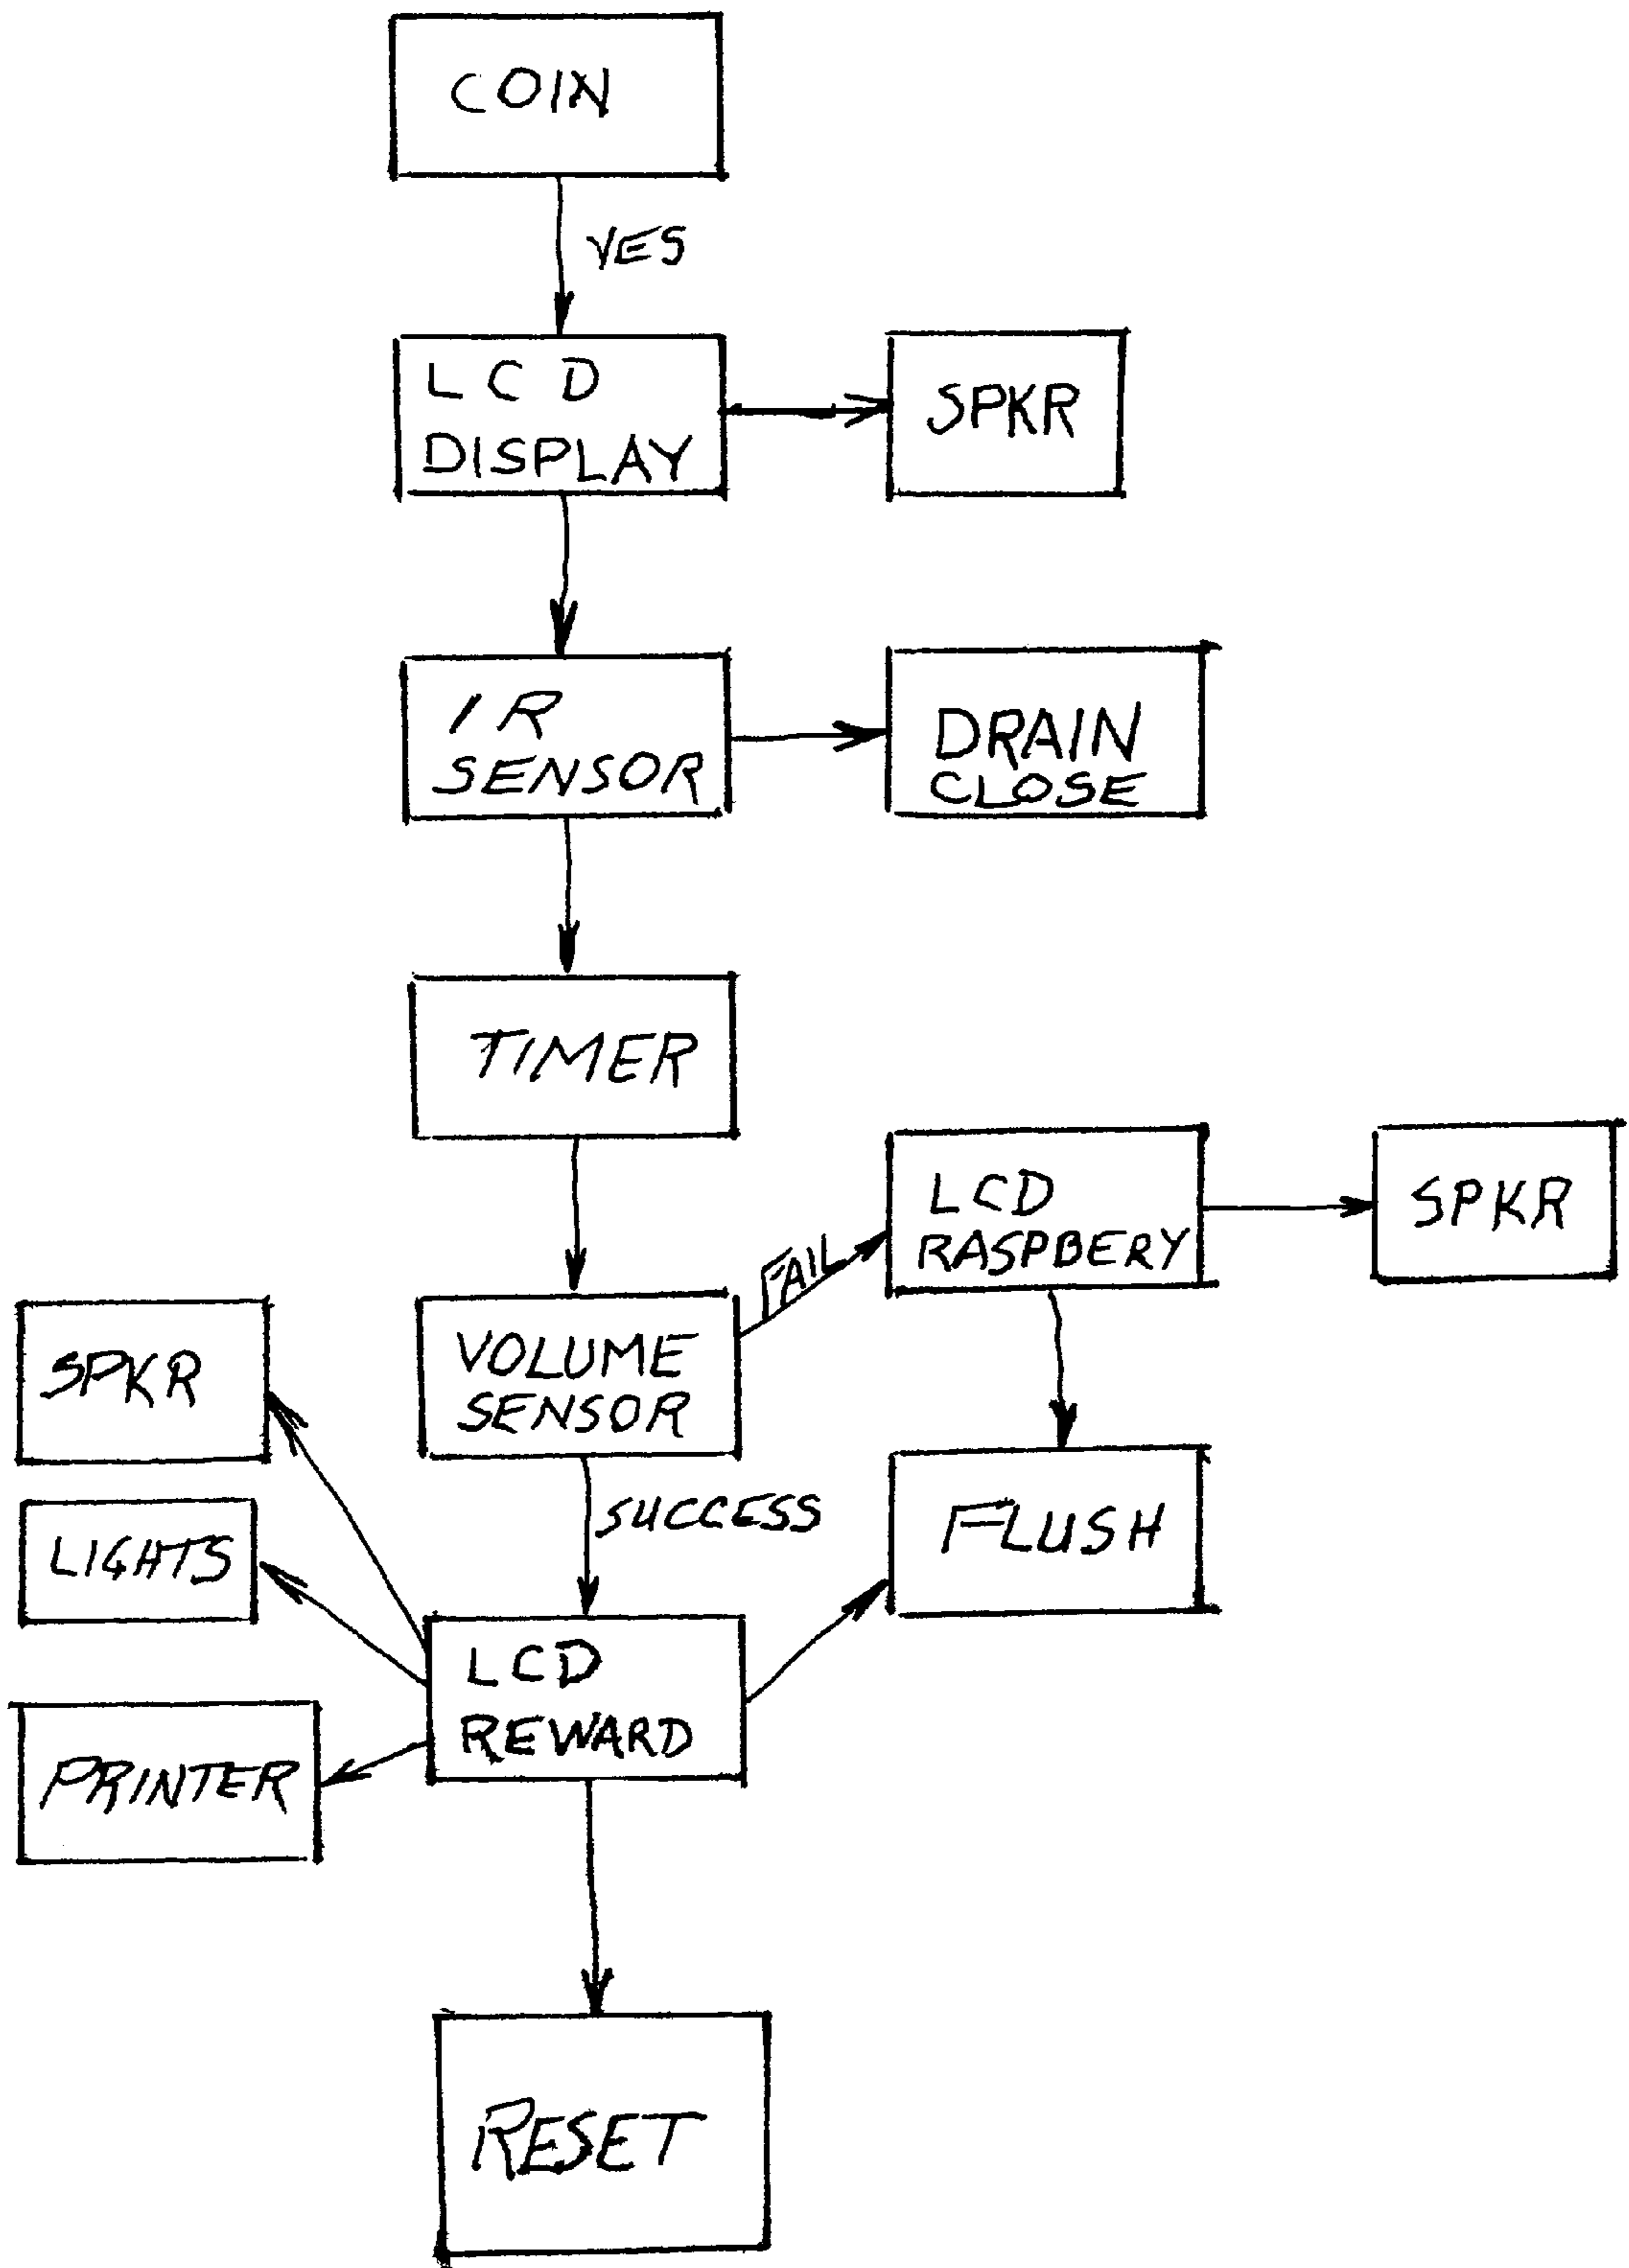 COIN
YES
LCD
DISPLAY
SPKR
IR
SENSOR
DRAIN
CLOSE
TIMER
LCD
RASPBERY
SPKR
FAIL
VOLUME
SENSOR
SPKR
SUCCESS
FLUSH
LIGHTS
LCD
REWARD
PRINTER
RESET